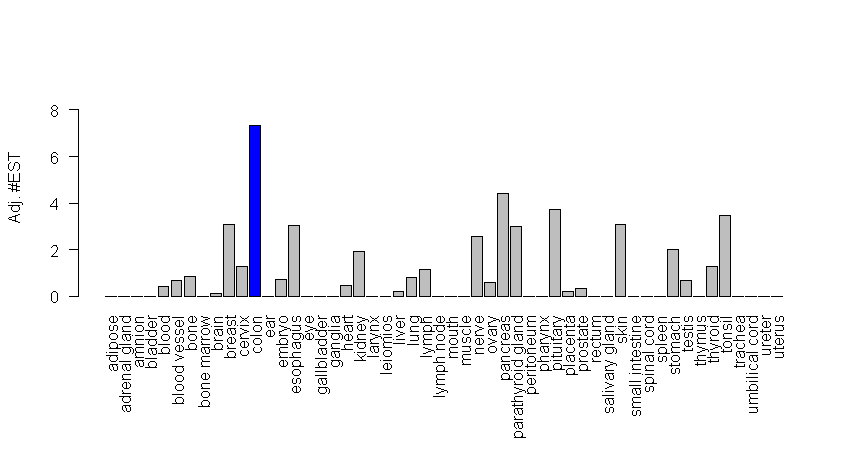 8
6
4
2
0
Adj. #EST
adipose
adrenal gland
amnion
bladder
blood
blood vessel
bone
bone marrow
brain
breast
cervix
colon
ear
embryo
esophagus
eye
gallbladder
ganglia
heart
kidney
larynx
leiomios
liver
lung
lymph
lymph node
mouth
muscle
nerve
ovary
pancreas
parathyroid gland
peritoneum
pharynx
pituitary
placenta
prostate
rectum
salivary gland
skin
small intestine
spinal cord
spleen
stomach
testis
thymus
thyroid
tonsil
trachea
umbilical cord
ureter
uterus